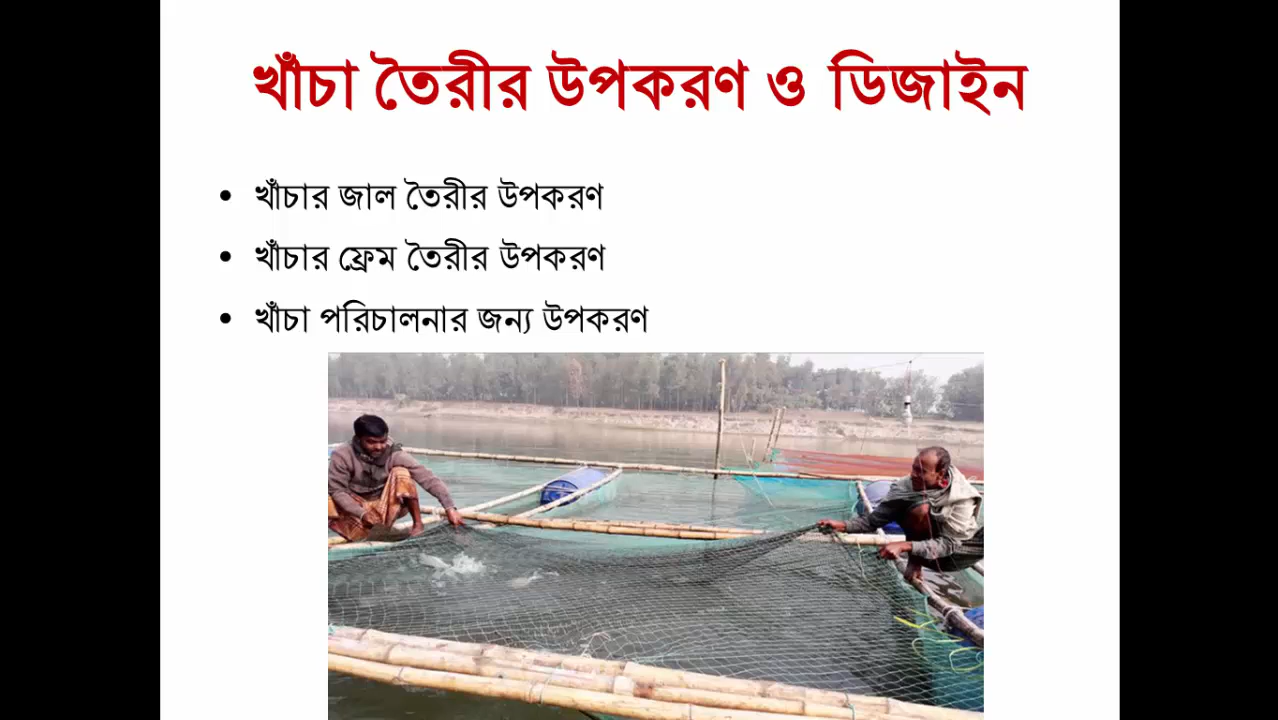 খাঁচা তৈরীর উপকরণ ও ডিজাইন
• খাঁচার জাল তৈরীর উপকরণ
• খাঁচার ফ্রেম তৈরীর উপকরণ
• খাঁচা পরিচালনার জন্য উপকরণ